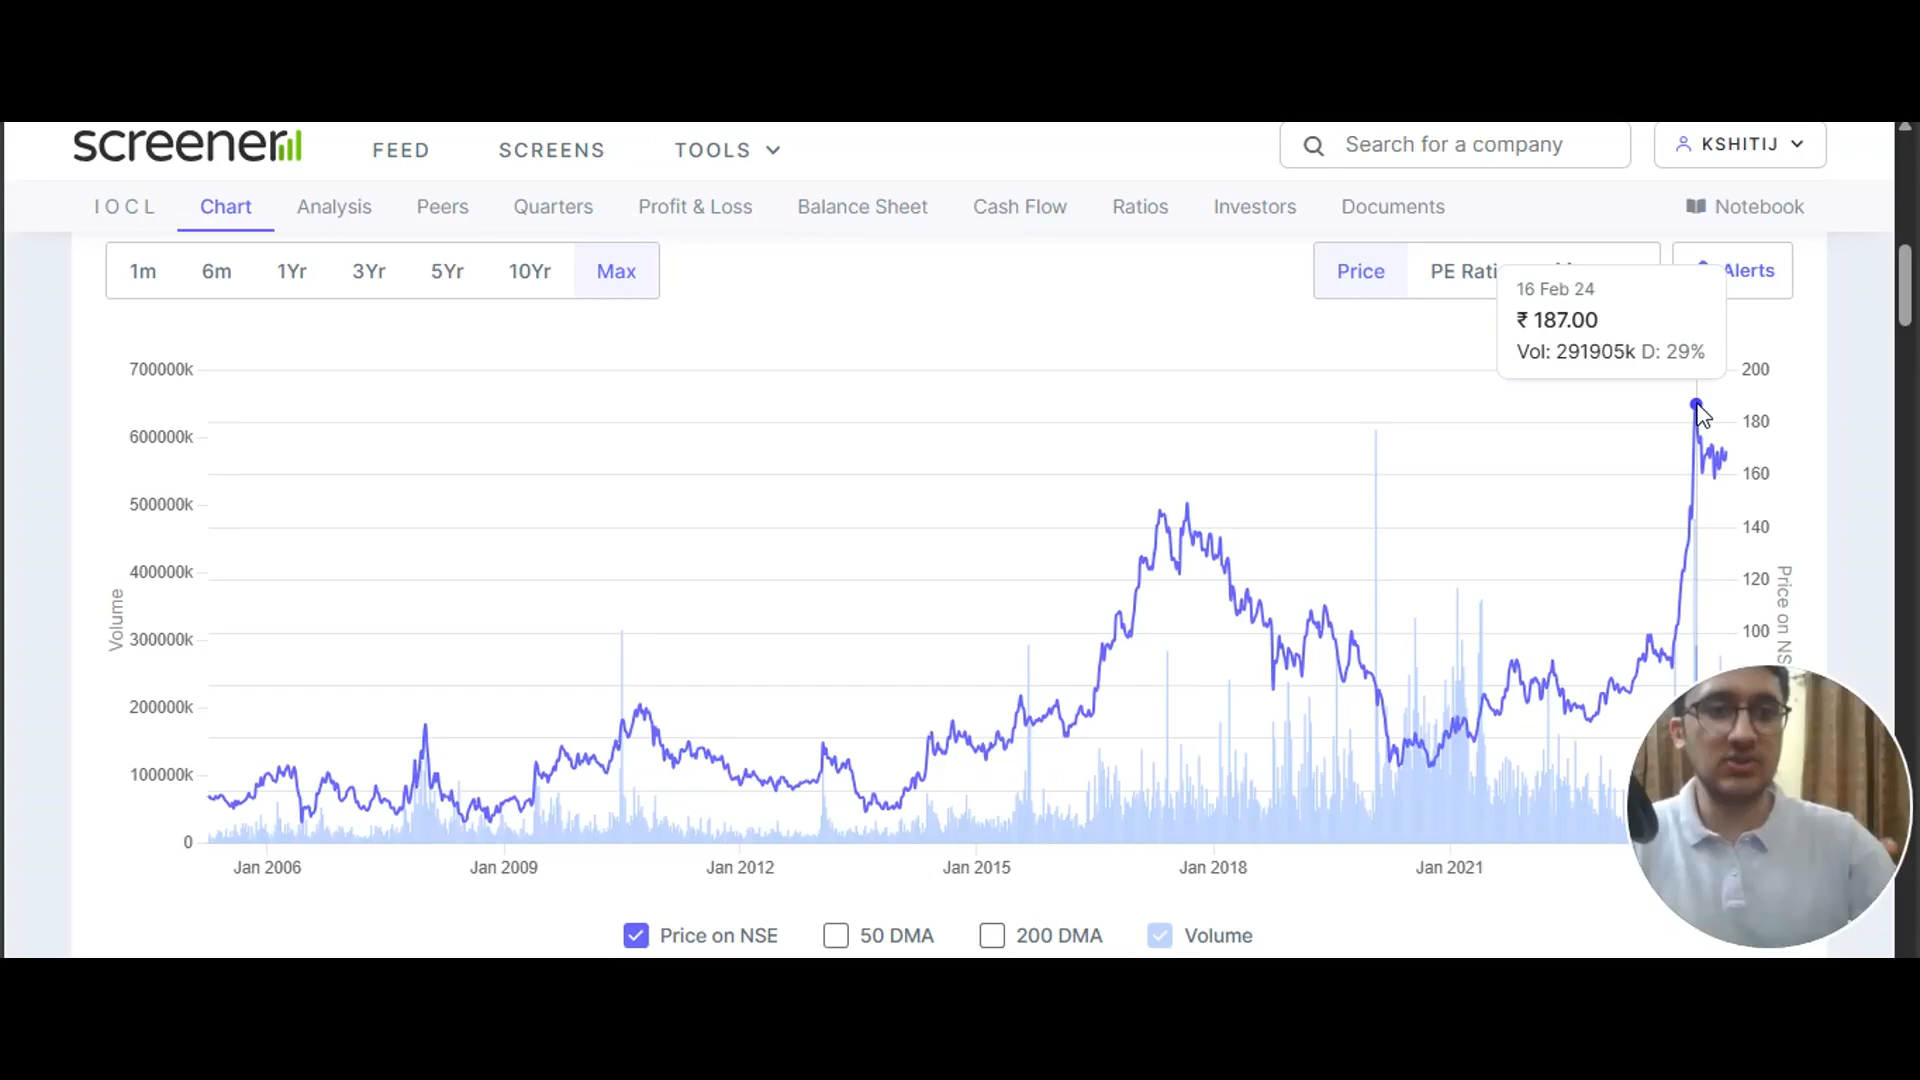 screener
FEED SCREENS TOOLS
Search for a company
KSHITIJ
I O C L Chart Analysis Peers Quarters Profit & Loss Balance Sheet Cash Flow Ratios Investors Documents Notebook
1m 6m 1Yr 3Yr 5Yr 10Yr Max
Price PE Rati Alerts
16 Feb 24
₹ 187.00
Vol: 291905k D: 29%
700000k 200
180
600000k
160
500000k
140
400000k 120
300000k 100
200000k
100000k
0
Volume
Price on NS
Jan 2006 Jan 2009 Jan 2012 Jan 2015 Jan 2018 Jan 2021
Price on NSE 50 DMA 200 DMA Volume